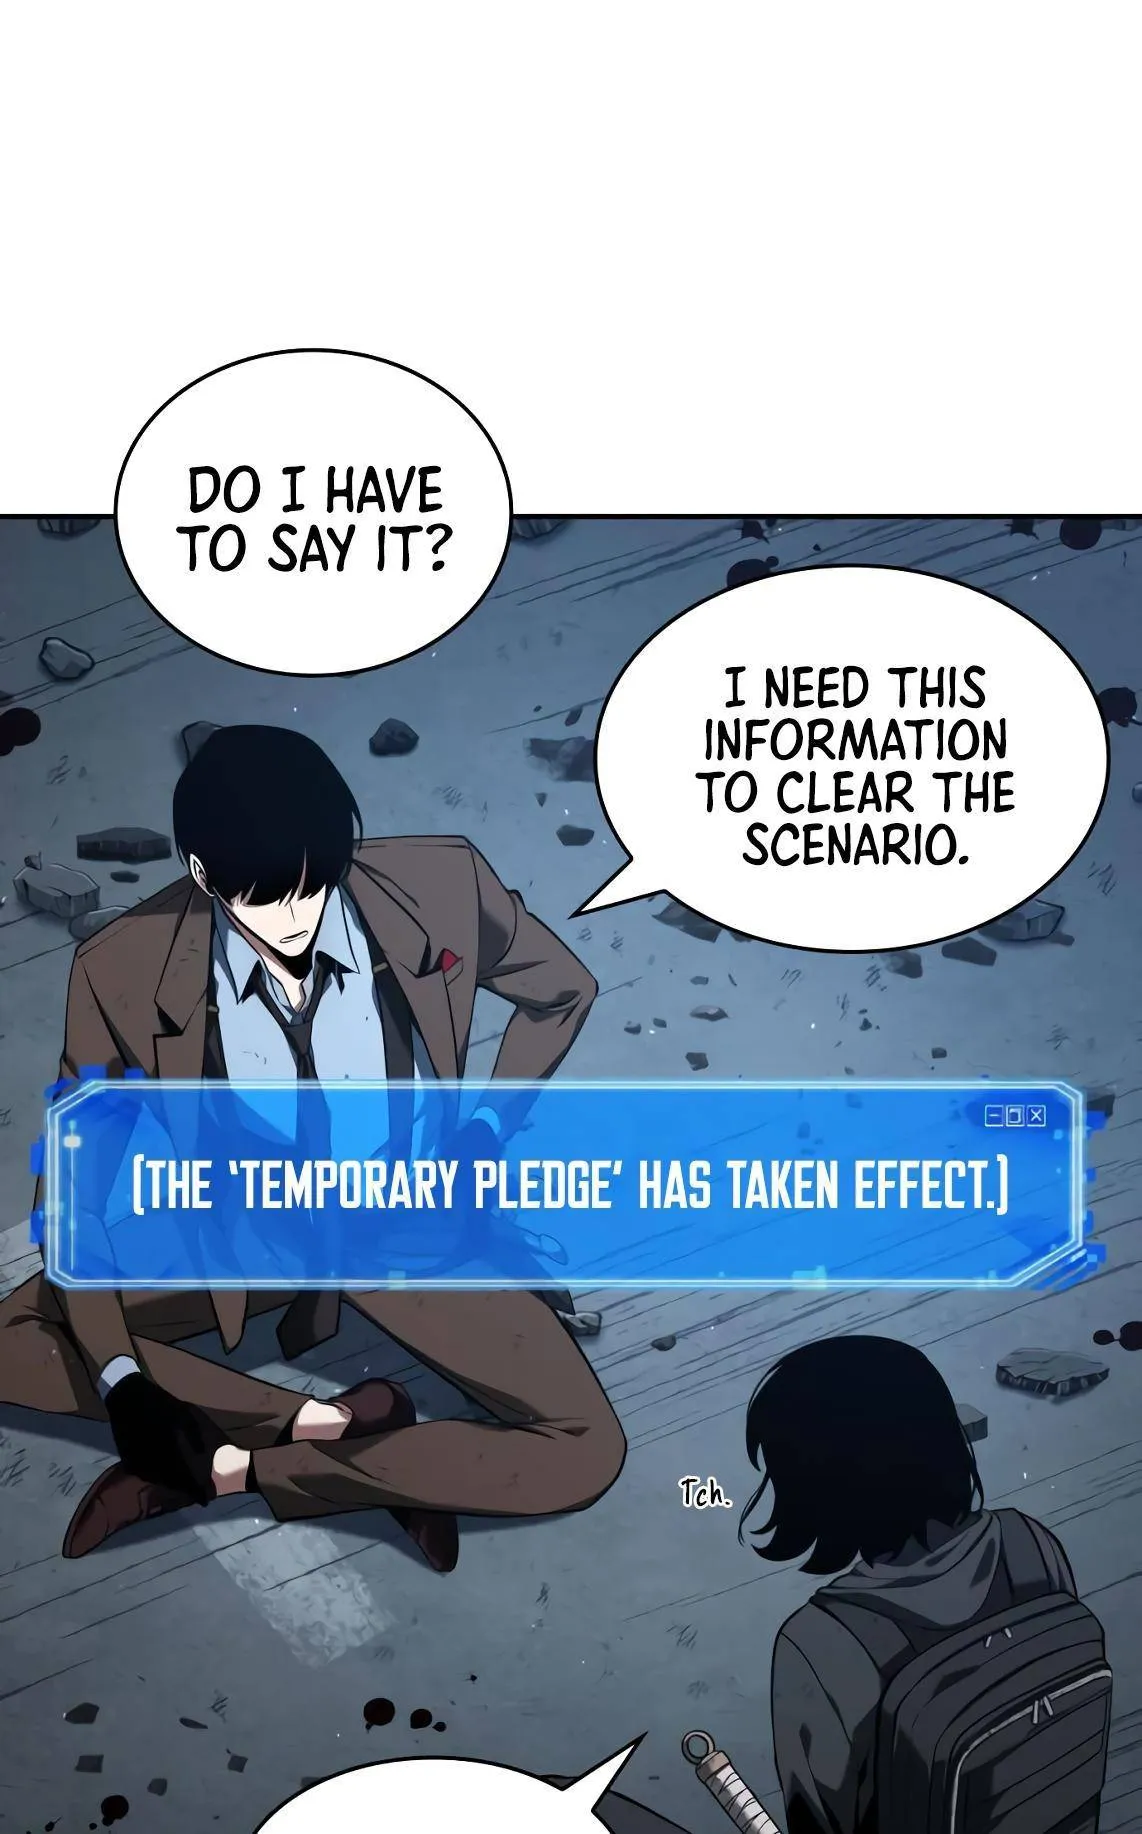 DO I HAVE
TO SAY IT?
I NEED THIS
INFORMATION
TO CLEAR THE
SCENARIO.
[THE ‘TEMPORARY PLEDGE’ HAS TAKEN EFFECT.]
Tch.